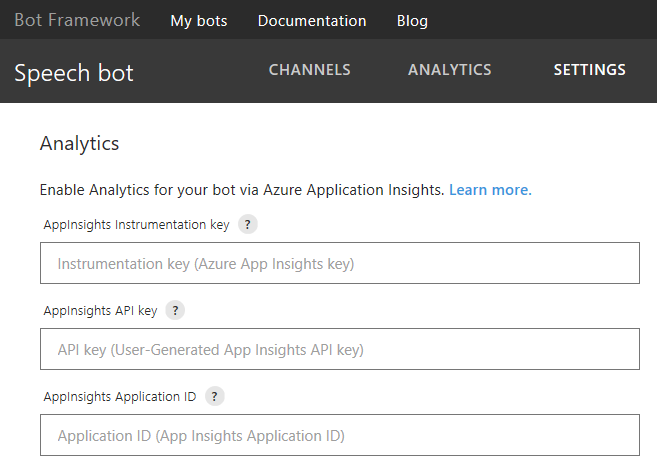 Bot Framework My bots Documentation Blog
Speech bot CHANNELS ANALYTICS SETTINGS
Analytics
Enable Analytics for your bot via Azure Application Insights. Learn more.
AppInsights Instrumentation key ?
Instrumentation key (Azure App Insights key)
AppInsights API key ?
API key (User-Generated App Insights API key)
AppInsights Application ID ?
Application ID (App Insights Application ID)